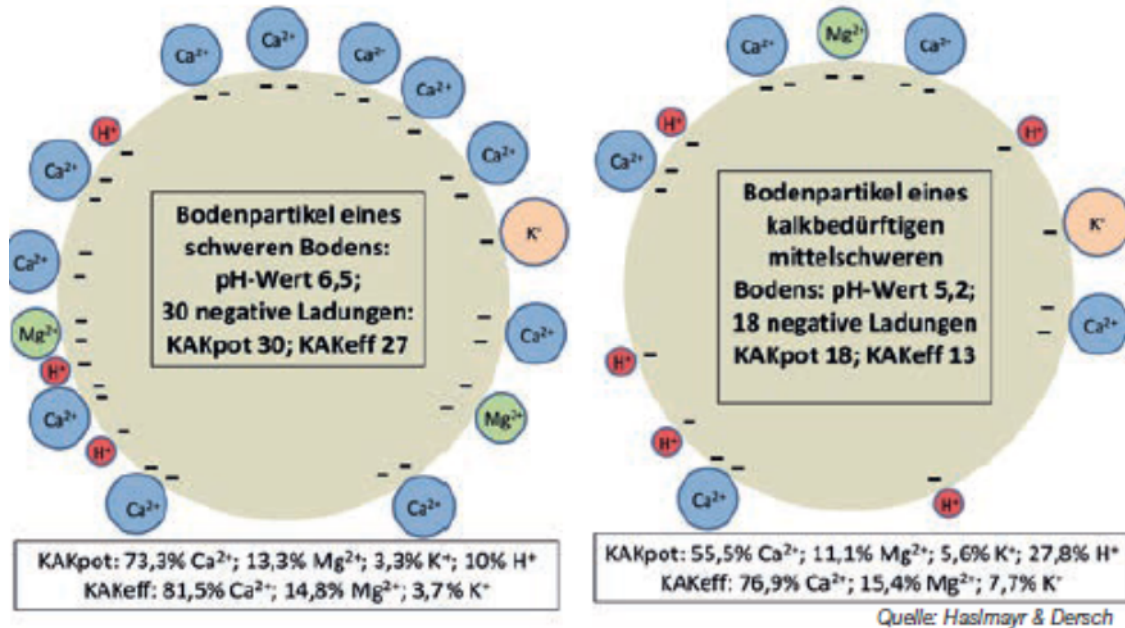 Ca²⁺
Ca²⁺
Ca²⁻
Ca²⁺
H⁺
Ca²⁺
Ca²⁺
K⁺
Ca²⁺
Mg²⁺
Ca²⁺
H⁺
Ca²⁺
Mg²⁺
H⁺
Ca²⁺
Ca²⁺
Bodenpartikel eines
schweren Bodens:
pH-Wert 6,5;
30 negative Ladungen:
KAKpot 30; KAKeff 27
KAKpot: 73,3% Ca²⁺; 13,3% Mg²⁺; 3,3% K⁺; 10% H⁺
KAKeff: 81,5% Ca²⁺; 14,8% Mg²⁺; 3,7% K⁺
Ca²⁺
Mg²⁺
Ca²⁻
H⁺
H⁺
Ca²⁺
K⁺
Ca²⁺
H⁺
H⁺
Ca²⁺
H⁺
Bodenpartikel eines
kalkbedürftigen
mittelschweren
Bodens: pH-Wert 5,2;
18 negative Ladungen
KAKpot 18; KAKeff 13
KAKpot: 55,5% Ca²⁺; 11,1% Mg²⁺; 5,6% K⁺; 27,8% H⁺
KAKeff: 76,9% Ca²⁺; 15,4% Mg²⁺; 7,7% K⁺
Quelle: Haslmayr & Dersch